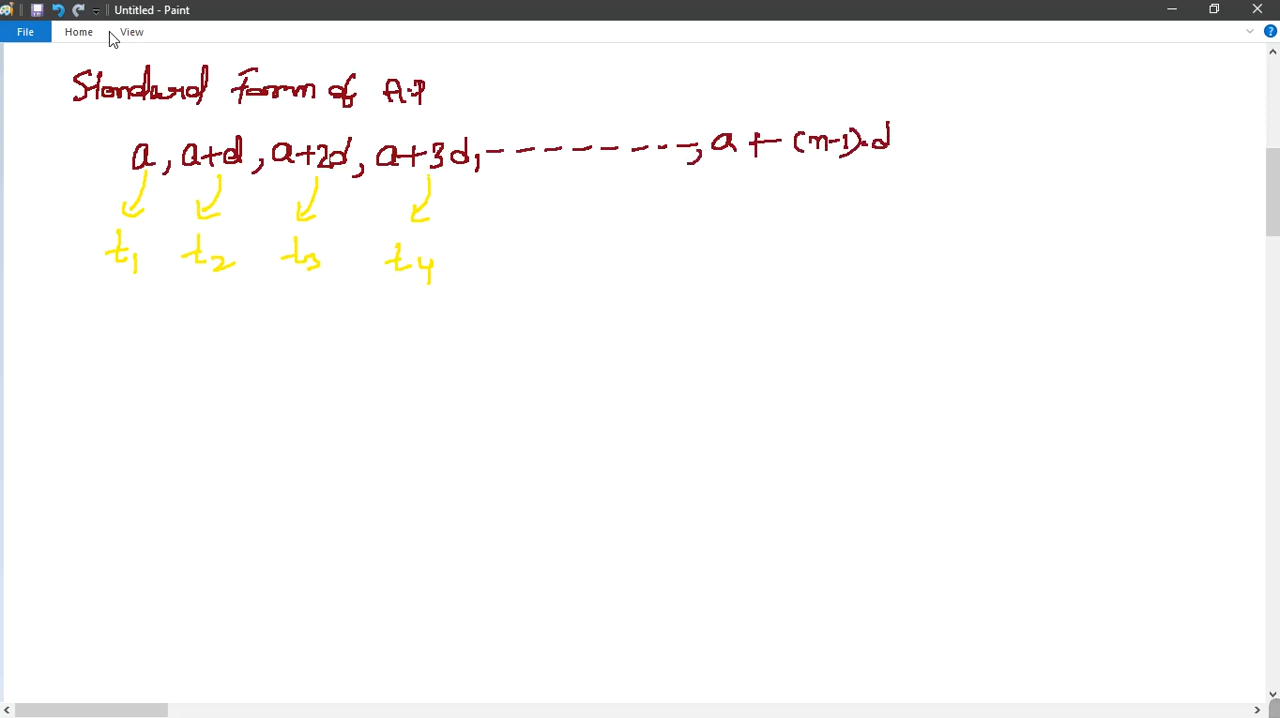 Untitled - Paint
File Home View
Standard Form of A.P
a, a+d, a+2d, a+3d, ---------, a + (n-1).d
t1 t2 t3 t4